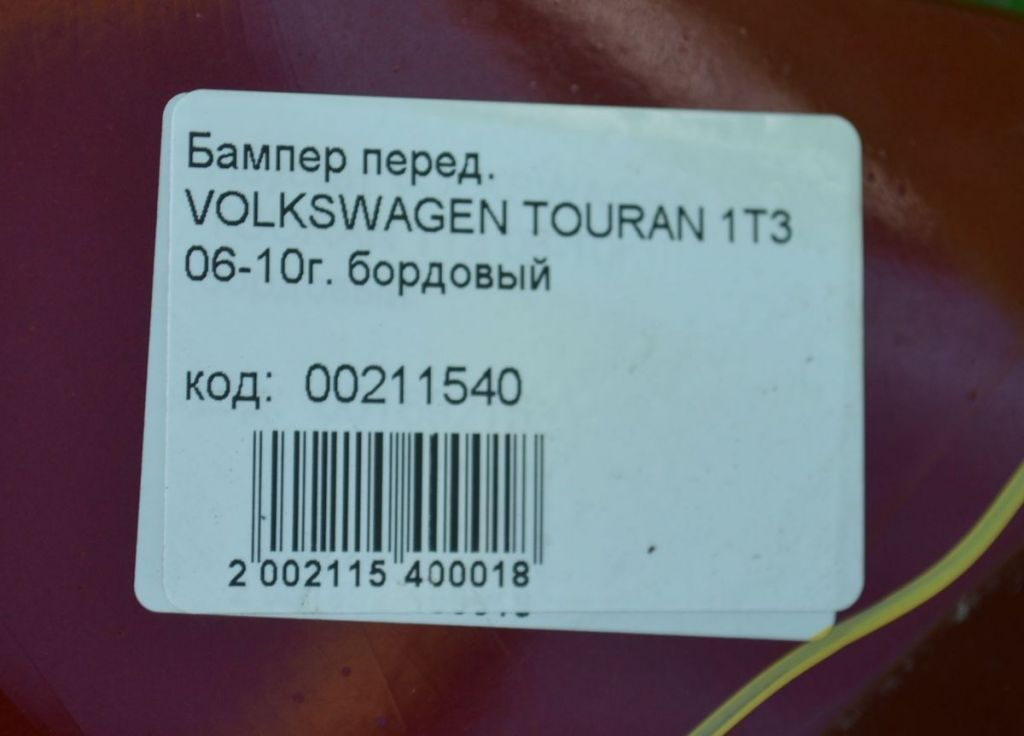 Бампер перед.
VOLKSWAGEN TOURAN 1T3
06-10г. бордовый
код: 00211540
2 002115 400018